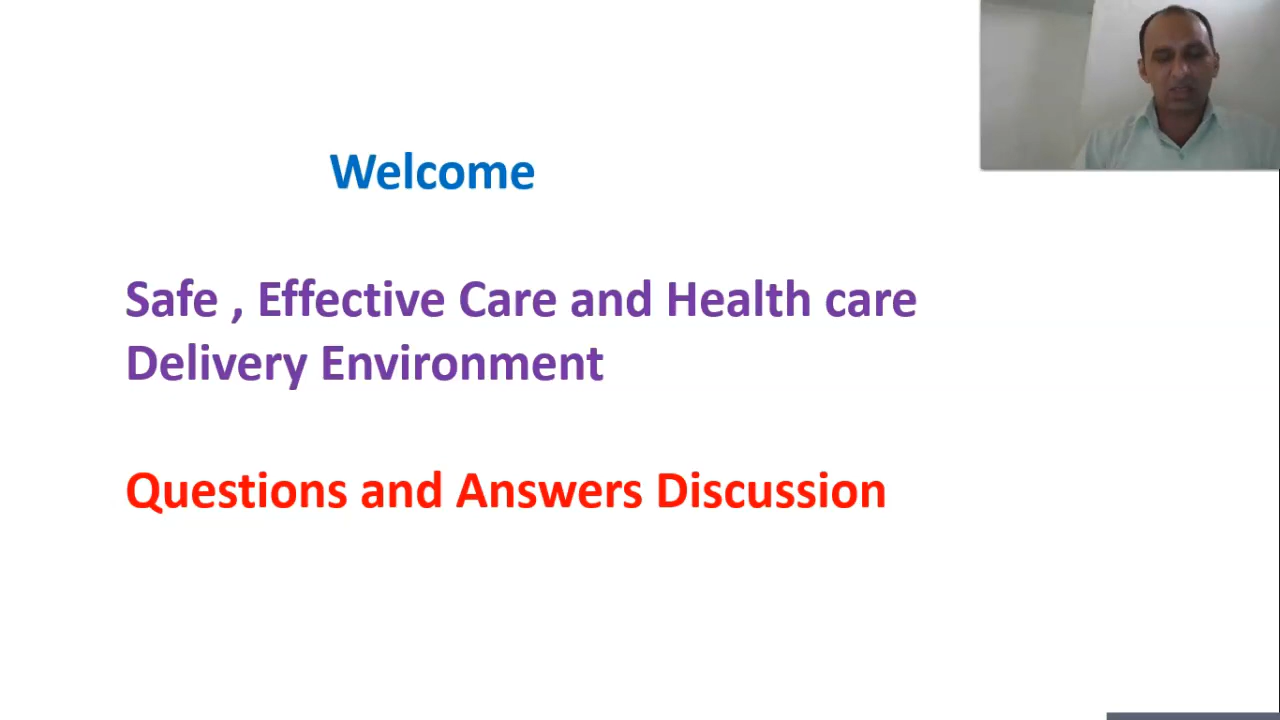 Welcome
Safe , Effective Care and Health care
Delivery Environment
Questions and Answers Discussion